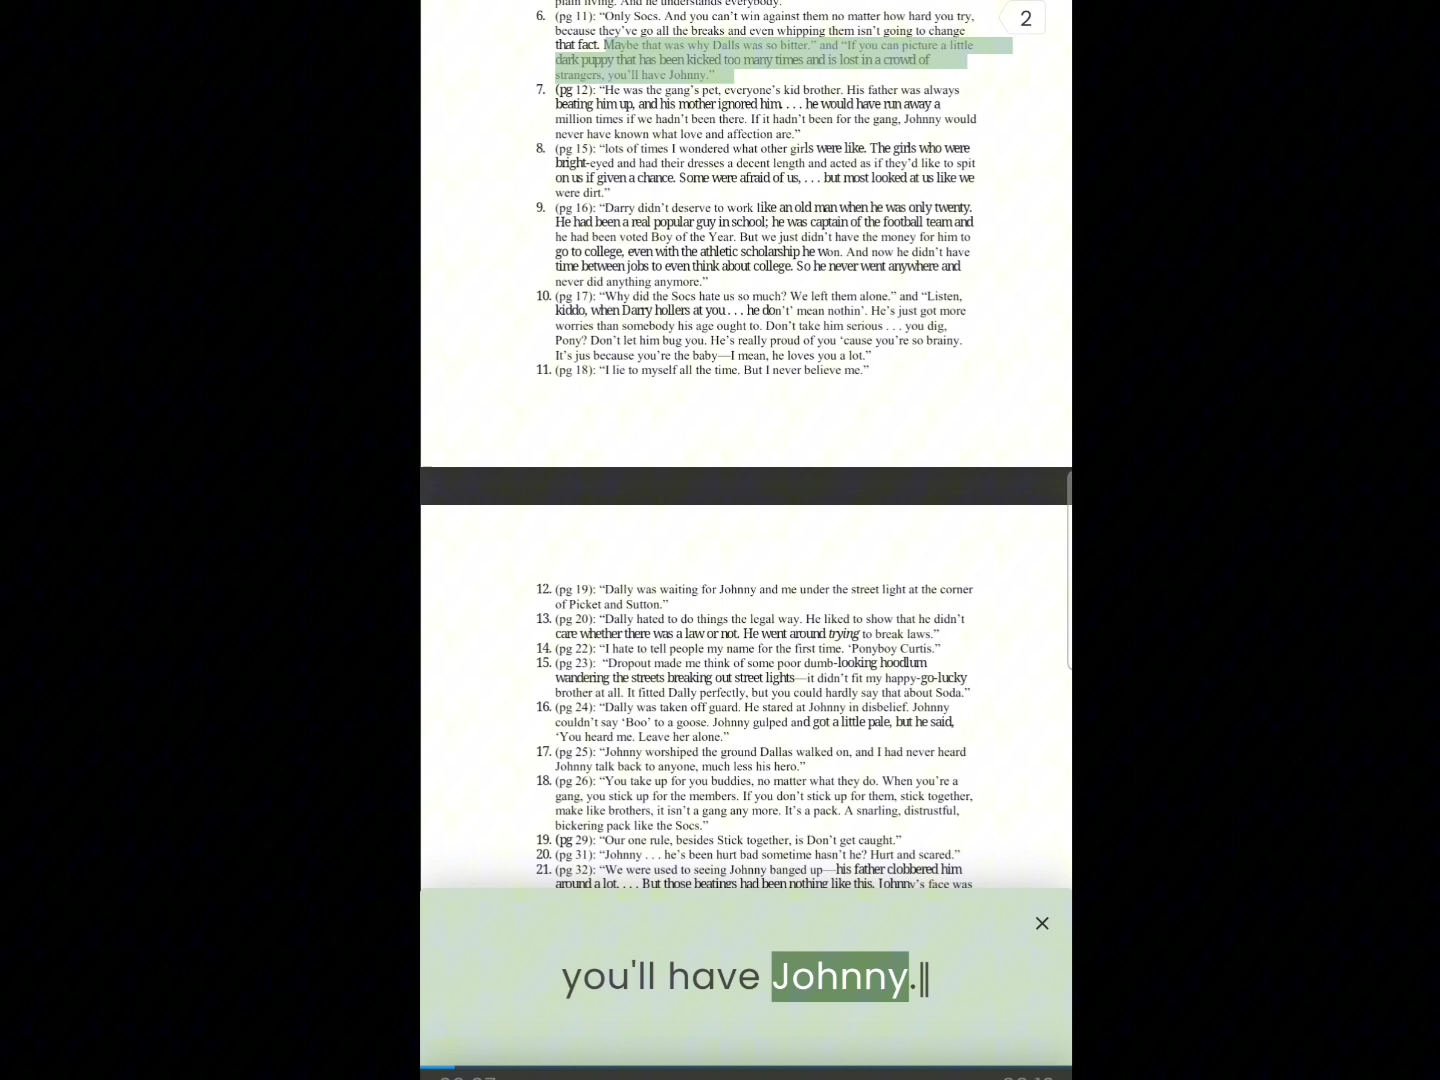 plain living. And he understands everybody.
2
6. (pg 11): “Only Socs. And you can’t win against them no matter how hard you try,
because they’ve go all the breaks and even whipping them isn’t going to change
that fact. Maybe that was why Dalls was so bitter.” and “If you can picture a little
dark puppy that has been kicked too many times and is lost in a crowd of
strangers, you’ll have Johnny.”
7. (pg 12): “He was the gang’s pet, everyone’s kid brother. His father was always
beating him up, and his mother ignored him. . . . he would have run away a
million times if we hadn’t been there. If it hadn’t been for the gang, Johnny would
never have known what love and affection are.”
8. (pg 15): “lots of times I wondered what other girls were like. The girls who were
bright-eyed and had their dresses a decent length and acted as if they’d like to spit
on us if given a chance. Some were afraid of us, . . . but most looked at us like we
were dirt.”
9. (pg 16): “Darry didn’t deserve to work like an old man when he was only twenty.
He had been a real popular guy in school; he was captain of the football team and
he had been voted Boy of the Year. But we just didn’t have the money for him to
go to college, even with the athletic scholarship he won. And now he didn’t have
time between jobs to even think about college. So he never went anywhere and
never did anything anymore.”
10. (pg 17): “Why did the Socs hate us so much? We left them alone.” and “Listen,
kiddo, when Darry hollers at you . . . he don’t’ mean nothin’. He’s just got more
worries than somebody his age ought to. Don’t take him serious . . . you dig,
Pony? Don’t let him bug you. He’s really proud of you ‘cause you’re so brainy.
It’s jus because you’re the baby—I mean, he loves you a lot.”
11. (pg 18): “I lie to myself all the time. But I never believe me.”
12. (pg 19): “Dally was waiting for Johnny and me under the street light at the corner
of Picket and Sutton.”
13. (pg 20): “Dally hated to do things the legal way. He liked to show that he didn’t
care whether there was a law or not. He went around trying to break laws.”
14. (pg 22): “I hate to tell people my name for the first time. ‘Ponyboy Curtis.”
15. (pg 23): “Dropout made me think of some poor dumb-looking hoodlum
wandering the streets breaking out street lights—it didn’t fit my happy-go-lucky
brother at all. It fitted Dally perfectly, but you could hardly say that about Soda.”
16. (pg 24): “Dally was taken off guard. He stared at Johnny in disbelief. Johnny
couldn’t say ‘Boo’ to a goose. Johnny gulped and got a little pale, but he said,
‘You heard me. Leave her alone.”
17. (pg 25): “Johnny worshiped the ground Dallas walked on, and I had never heard
Johnny talk back to anyone, much less his hero.”
18. (pg 26): “You take up for you buddies, no matter what they do. When you’re a
gang, you stick up for the members. If you don’t stick up for them, stick together,
make like brothers, it isn’t a gang any more. It’s a pack. A snarling, distrustful,
bickering pack like the Socs.”
19. (pg 29): “Our one rule, besides Stick together, is Don’t get caught.”
20. (pg 31): “Johnny . . . he’s been hurt bad sometime hasn’t he? Hurt and scared.”
21. (pg 32): “We were used to seeing Johnny banged up—his father clobbered him
around a lot. . . . But those beatings had been nothing like this. Johnny’s face was
you'll have Johnny.||